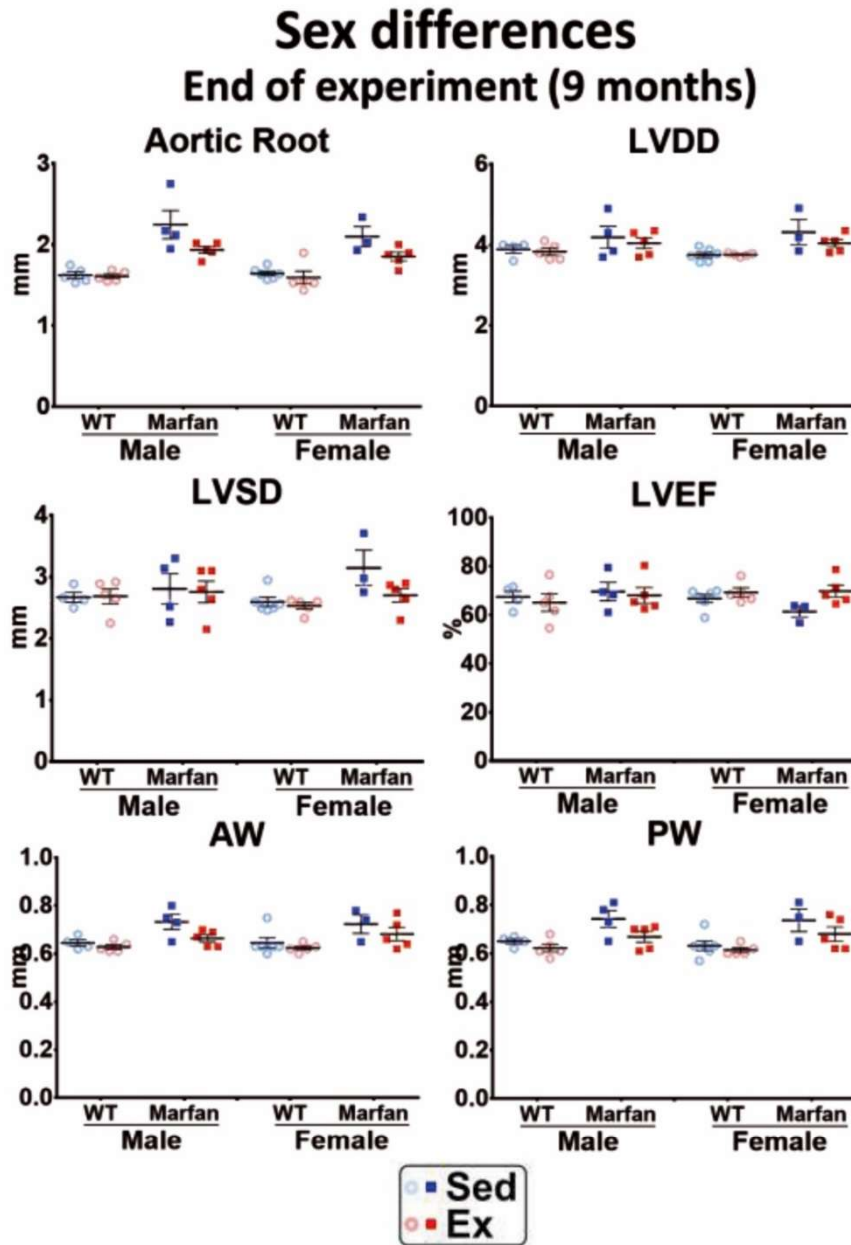 Sex differences
End of experiment (9 months)
Aortic Root
3
2
1
0
mm
WT Marfan WT Marfan
Male Female
LVDD
6
4
2
0
mm
WT Marfan WT Marfan
Male Female
LVSD
4
3
2
1
0
mm
WT Marfan WT Marfan
Male Female
LVEF
100
80
60
40
20
0
%
WT Marfan WT Marfan
Male Female
AW
1.0
0.8
0.6
0.4
0.2
0.0
mm
WT Marfan WT Marfan
Male Female
PW
1.0
0.8
0.6
0.4
0.2
0.0
mm
WT Marfan WT Marfan
Male Female
Sed
Ex